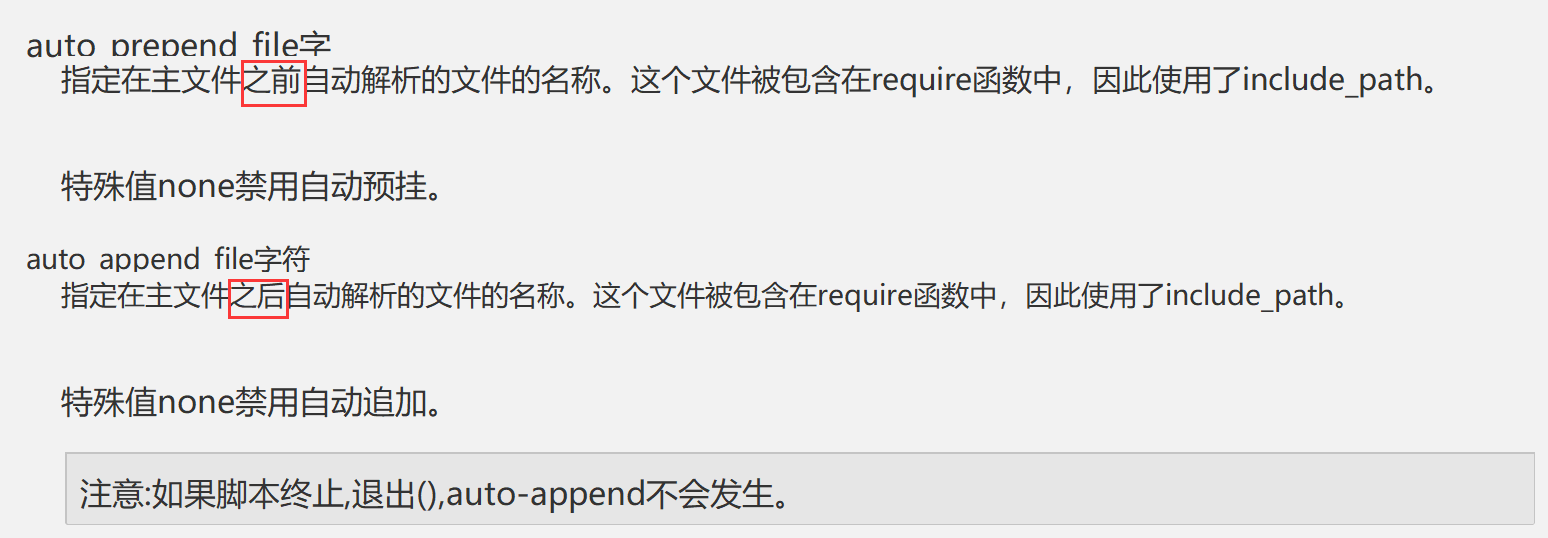 auto_prepend_file字
指定在主文件之前自动解析的文件的名称。这个文件被包含在require函数中，因此使用了include_path。
特殊值none禁用自动预挂。
auto_append_file字符
指定在主文件之后自动解析的文件的名称。这个文件被包含在require函数中，因此使用了include_path。
特殊值none禁用自动追加。
注意:如果脚本终止,退出(),auto-append不会发生。